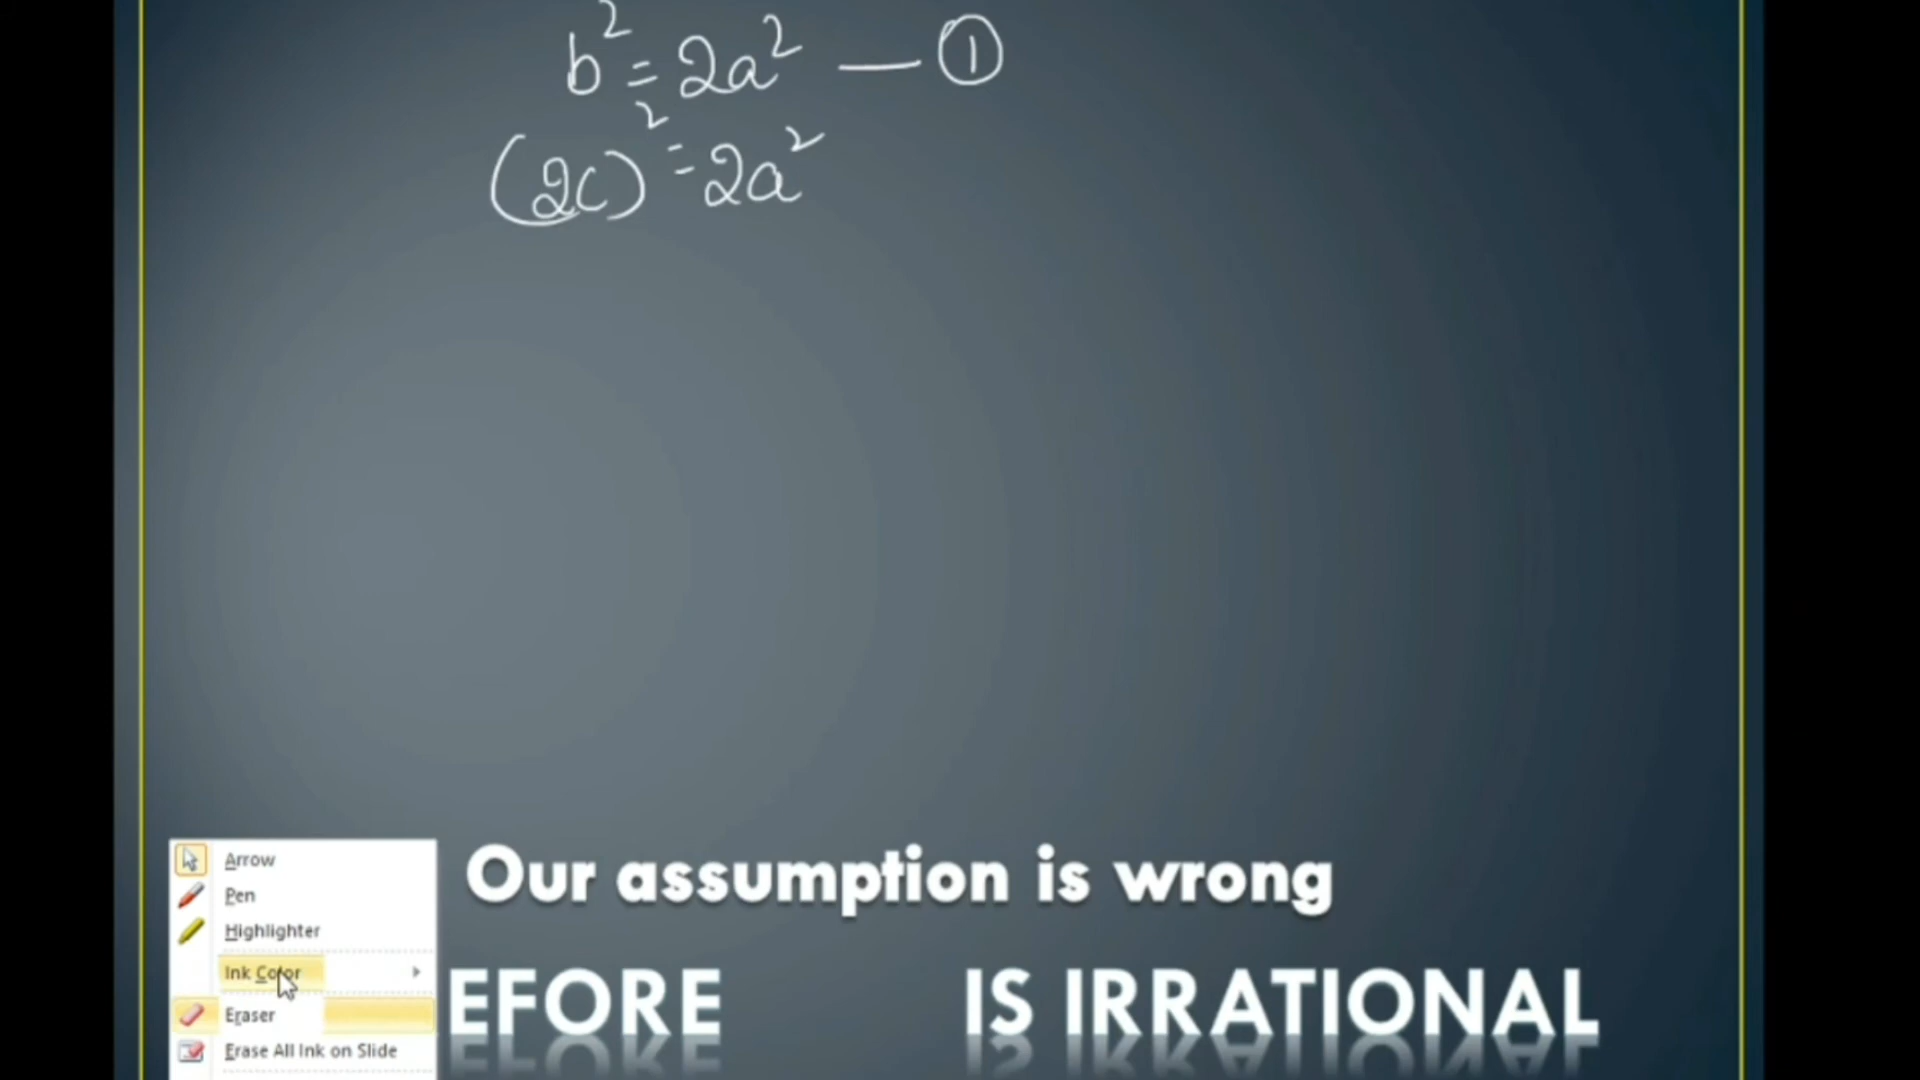 b² = 2a² — ①
(2c)² = 2a²
Our assumption is wrong
EFORE IS IRRATIONAL
Arrow
Pen
Highlighter
Ink Color
Eraser
Erase All Ink on Slide